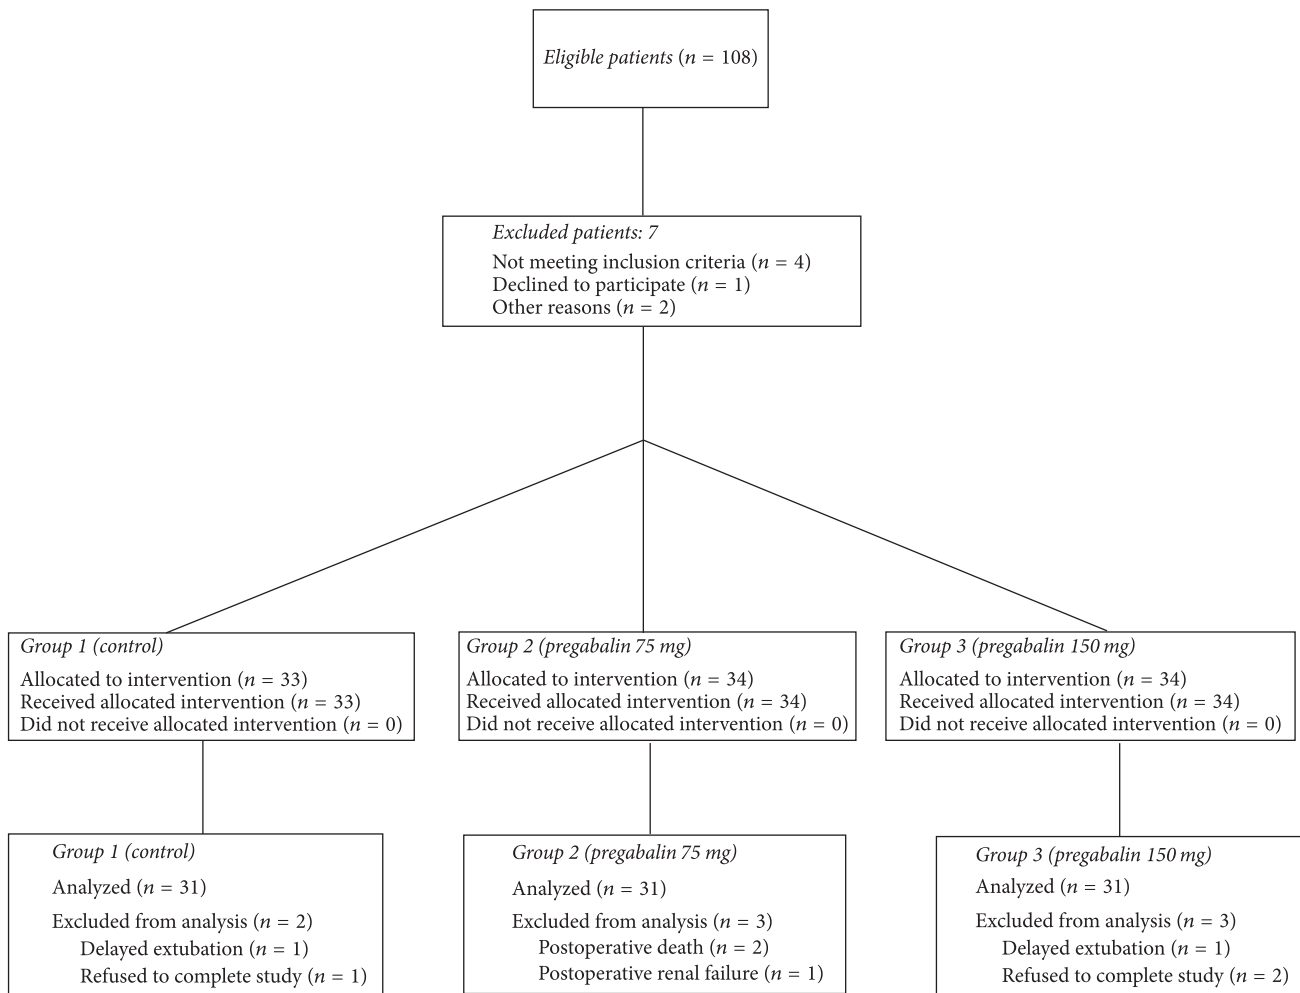 Eligible patients (n = 108)
Excluded patients: 7
Not meeting inclusion criteria (n = 4)
Declined to participate (n = 1)
Other reasons (n = 2)
Group 1 (control)
Allocated to intervention (n = 33)
Received allocated intervention (n = 33)
Did not receive allocated intervention (n = 0)
Group 2 (pregabalin 75 mg)
Allocated to intervention (n = 34)
Received allocated intervention (n = 34)
Did not receive allocated intervention (n = 0)
Group 3 (pregabalin 150 mg)
Allocated to intervention (n = 34)
Received allocated intervention (n = 34)
Did not receive allocated intervention (n = 0)
Group 1 (control)
Analyzed (n = 31)
Excluded from analysis (n = 2)
Delayed extubation (n = 1)
Refused to complete study (n = 1)
Group 2 (pregabalin 75 mg)
Analyzed (n = 31)
Excluded from analysis (n = 3)
Postoperative death (n = 2)
Postoperative renal failure (n = 1)
Group 3 (pregabalin 150 mg)
Analyzed (n = 31)
Excluded from analysis (n = 3)
Delayed extubation (n = 1)
Refused to complete study (n = 2)